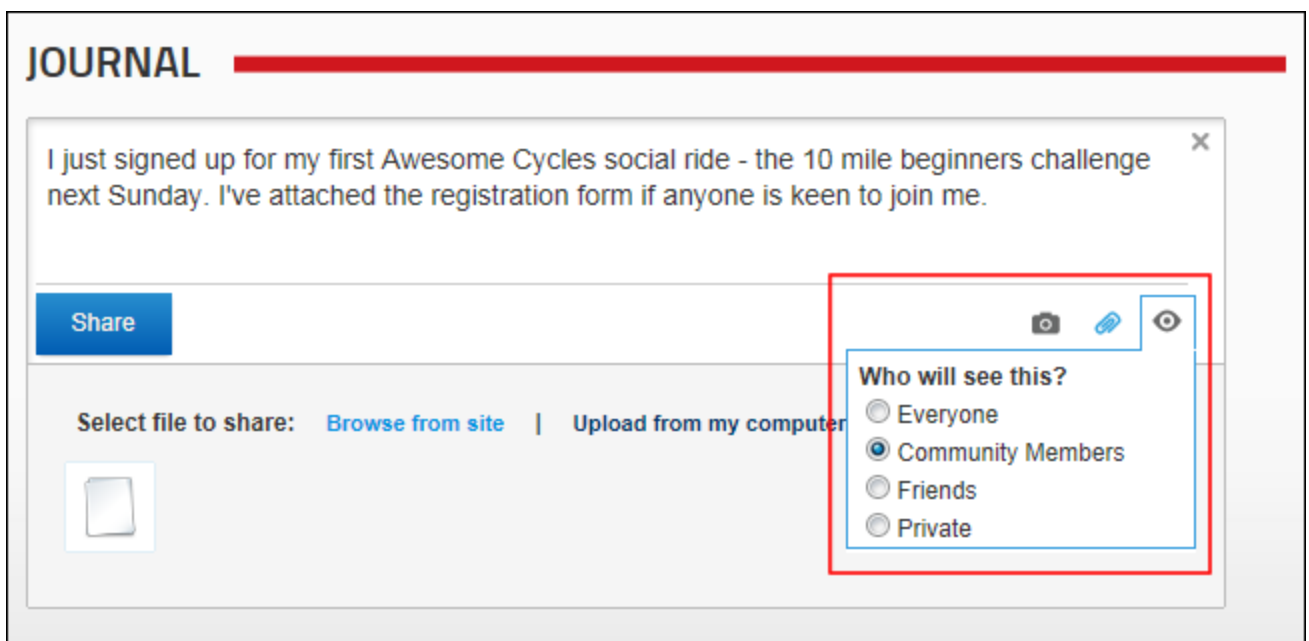 JOURNAL
I just signed up for my first Awesome Cycles social ride - the 10 mile beginners challenge
next Sunday. I've attached the registration form if anyone is keen to join me.
Share
Who will see this?
Everyone
Community Members
Friends
Private
Select file to share: Browse from site | Upload from my computer